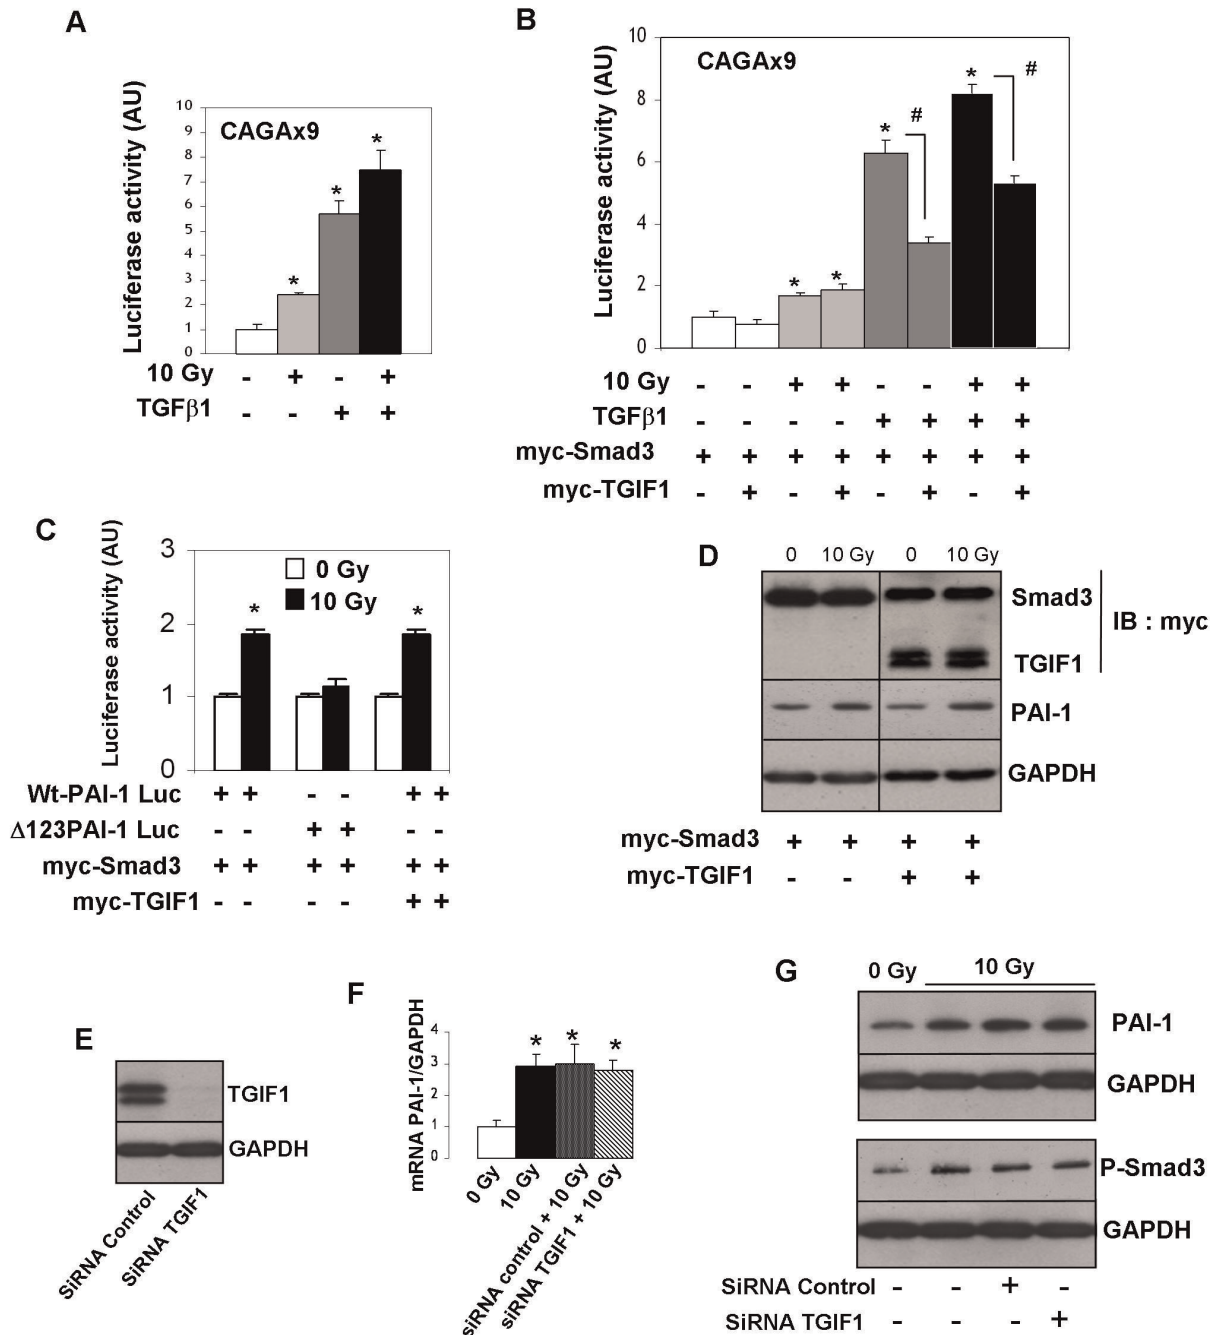 A
Luciferase activity (AU)
10
9
8
7
6
5
4
3
2
1
0
CAGAx9
* * *
10 Gy - + - +
TGFβ1 - - + +
B
Luciferase activity (AU)
10
8
6
4
2
0
CAGAx9
* * * # * #
10 Gy - - + + - - + +
TGFβ1 - - - - + + + +
myc-Smad3 + + + + + + + +
myc-TGIF1 - + - + - + - +
C
Luciferase activity (AU)
3
2
1
0
0 Gy
10 Gy
* *
Wt-PAI-1 Luc + + - - + +
Δ123PAI-1 Luc - - + + - -
myc-Smad3 + + + + + +
myc-TGIF1 - - - - + +
D
0 10 Gy 0 10 Gy
Smad3
IB : myc
TGIF1
PAI-1
GAPDH
myc-Smad3 + + + +
myc-TGIF1 - - + +
E
TGIF1
GAPDH
SiRNA Control
SiRNA TGIF1
F
mRNA PAI-1/GAPDH
4
3
2
1
0
* * *
0 Gy
10 Gy
siRNA control + 10 Gy
siRNA TGIF1 + 10 Gy
G
0 Gy 10 Gy
PAI-1
GAPDH
P-Smad3
GAPDH
SiRNA Control - - + -
SiRNA TGIF1 - - - +